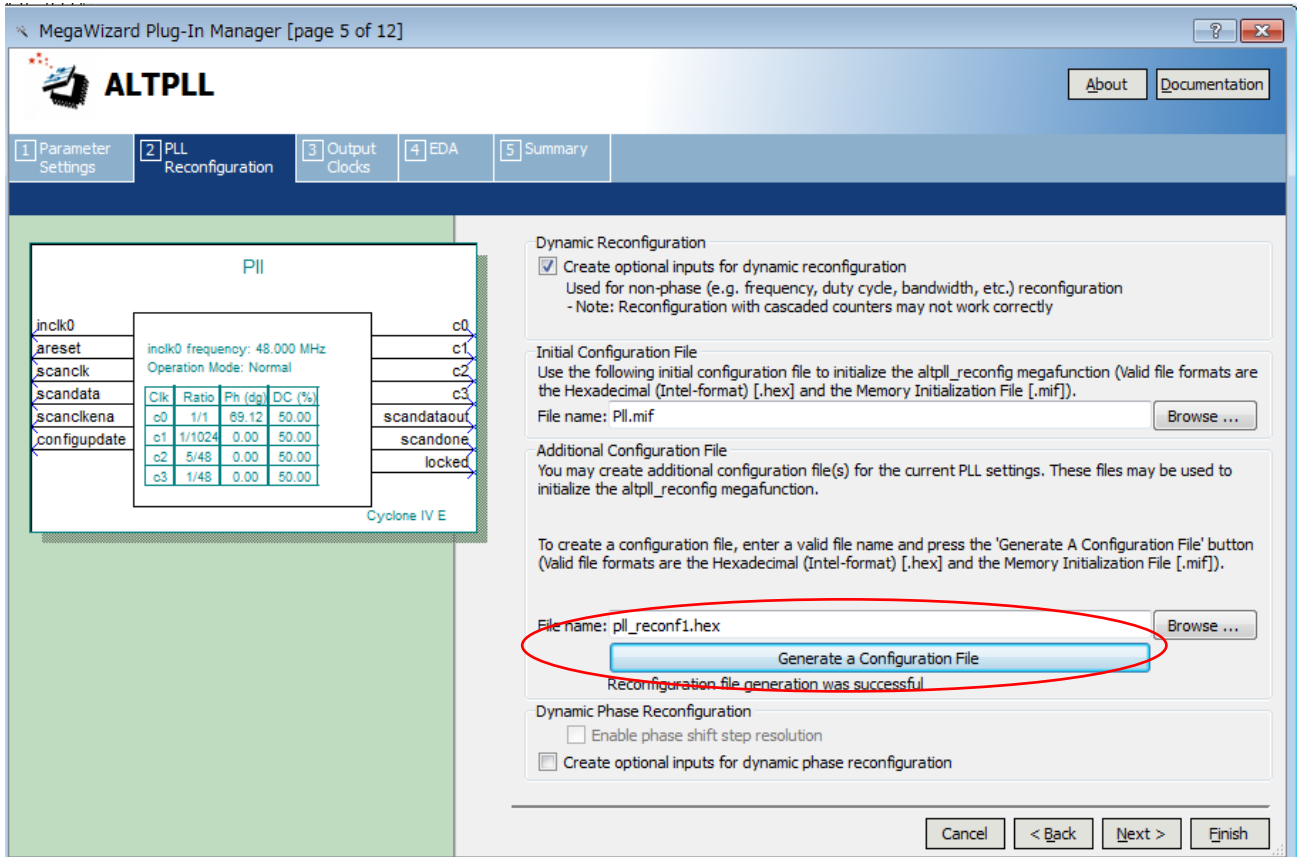 MegaWizard Plug-In Manager [page 5 of 12]
ALTPLL
About
Documentation
1 Parameter Settings
2 PLL Reconfiguration
3 Output Clocks
4 EDA
5 Summary
Pll
inclk0
areset
scanclk
scandata
scanclkena
configupdate
inclk0 frequency: 48.000 MHz
Operation Mode: Normal
Clk Ratio Ph (dg) DC (%)
c0 1/1 69.12 50.00
c1 1/1024 0.00 50.00
c2 5/48 0.00 50.00
c3 1/48 0.00 50.00
c0
c1
c2
c3
scandataout
scandone
locked
Cyclone IV E
Dynamic Reconfiguration
Create optional inputs for dynamic reconfiguration
Used for non-phase (e.g. frequency, duty cycle, bandwidth, etc.) reconfiguration
- Note: Reconfiguration with cascaded counters may not work correctly
Initial Configuration File
Use the following initial configuration file to initialize the altpll_reconfig megafunction (Valid file formats are
the Hexadecimal (Intel-format) [.hex] and the Memory Initialization File [.mif]).
File name: Pll.mif
Browse ...
Additional Configuration File
You may create additional configuration file(s) for the current PLL settings. These files may be used to
initialize the altpll_reconfig megafunction.
To create a configuration file, enter a valid file name and press the 'Generate A Configuration File' button
(Valid file formats are the Hexadecimal (Intel-format) [.hex] and the Memory Initialization File [.mif]).
File name: pll_reconf1.hex
Browse ...
Generate a Configuration File
Reconfiguration file generation was successful
Dynamic Phase Reconfiguration
Enable phase shift step resolution
Create optional inputs for dynamic phase reconfiguration
Cancel
< Back
Next >
Finish